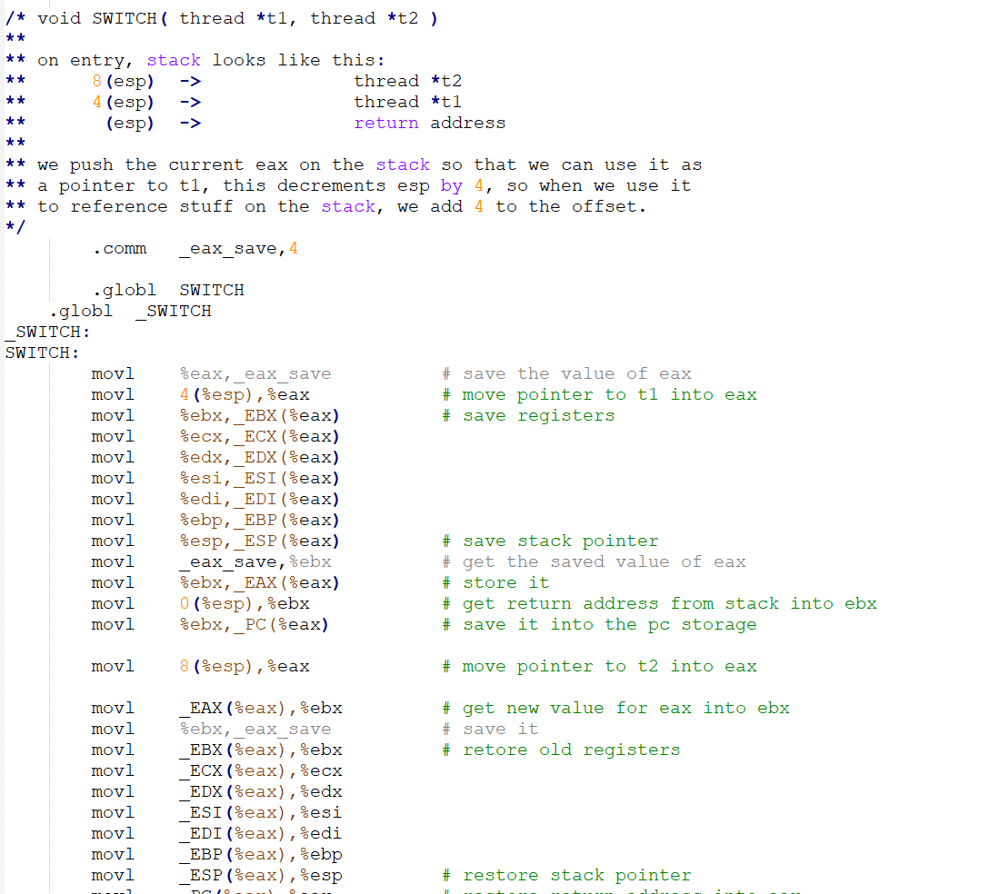 /* void SWITCH( thread *t1, thread *t2 )
**
** on entry, stack looks like this:
**      8(esp)  ->              thread *t2
**      4(esp)  ->              thread *t1
**       (esp)  ->              return address
**
** we push the current eax on the stack so that we can use it as
** a pointer to t1, this decrements esp by 4, so when we use it
** to reference stuff on the stack, we add 4 to the offset.
*/
        .comm   _eax_save,4
        .globl  SWITCH
    .globl  _SWITCH
_SWITCH:
SWITCH:
        movl    %eax,_eax_save          # save the value of eax
        movl    4(%esp),%eax            # move pointer to t1 into eax
        movl    %ebx,_EBX(%eax)         # save registers
        movl    %ecx,_ECX(%eax)
        movl    %edx,_EDX(%eax)
        movl    %esi,_ESI(%eax)
        movl    %edi,_EDI(%eax)
        movl    %ebp,_EBP(%eax)
        movl    %esp,_ESP(%eax)         # save stack pointer
        movl    _eax_save,%ebx          # get the saved value of eax
        movl    %ebx,_EAX(%eax)         # store it
        movl    0(%esp),%ebx            # get return address from stack into ebx
        movl    %ebx,_PC(%eax)          # save it into the pc storage
        movl    8(%esp),%eax            # move pointer to t2 into eax
        movl    _EAX(%eax),%ebx         # get new value for eax into ebx
        movl    %ebx,_eax_save          # save it
        movl    _EBX(%eax),%ebx         # retore old registers
        movl    _ECX(%eax),%ecx
        movl    _EDX(%eax),%edx
        movl    _ESI(%eax),%esi
        movl    _EDI(%eax),%edi
        movl    _EBP(%eax),%ebp
        movl    _ESP(%eax),%esp         # restore stack pointer